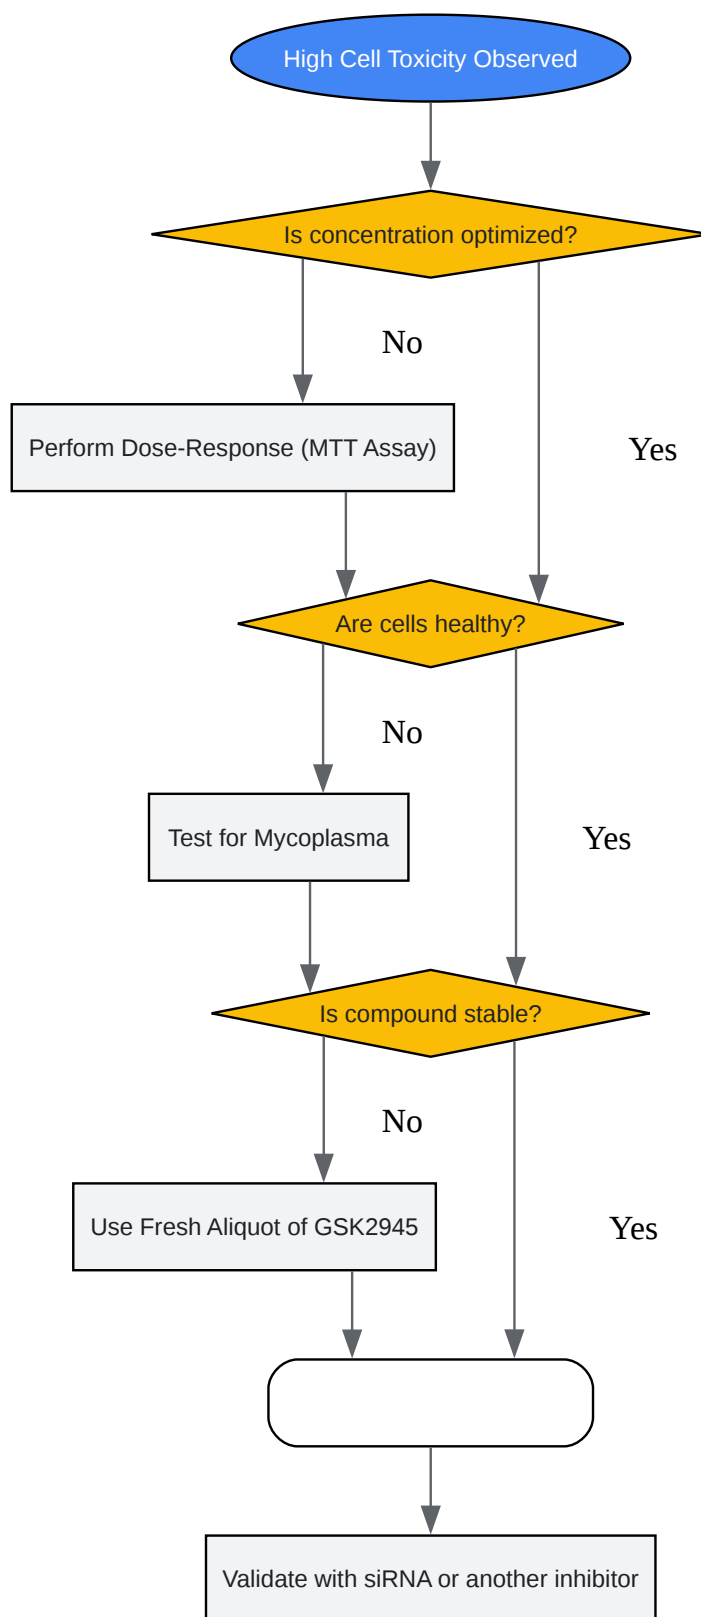 High Cell Toxicity Observed
Is concentration optimized?
No
Perform Dose-Response (MTT Assay)
Yes
Are cells healthy?
No
Test for Mycoplasma
Yes
Is compound stable?
No
Use Fresh Aliquot of GSK2945
Yes
Validate with siRNA or another inhibitor